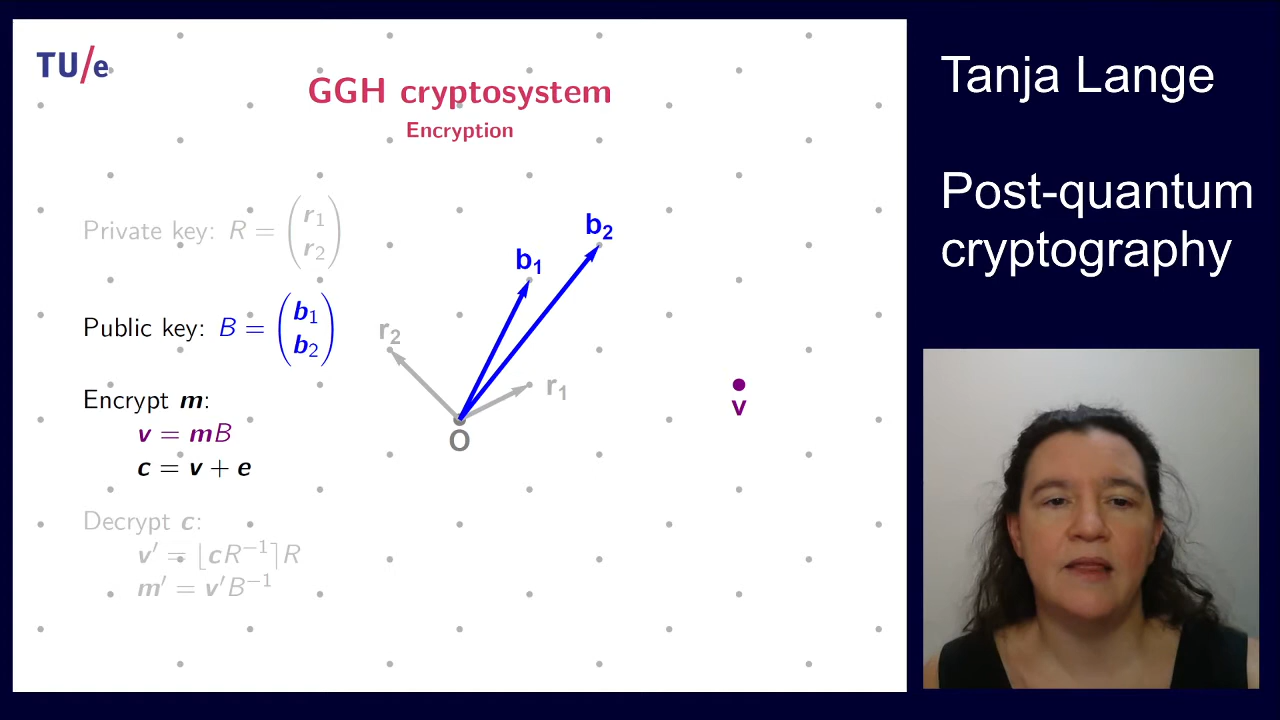 TU/e
GGH cryptosystem
Encryption
Private key: R = (r₁
r₂)
Public key: B = (b₁
b₂)
Encrypt m:
v = mB
c = v + e
Decrypt c:
v′ = ⌊cR⁻¹⌉R
m′ = v′B⁻¹
b₁
b₂
r₂
r₁
O
v
Tanja Lange
Post-quantum
cryptography